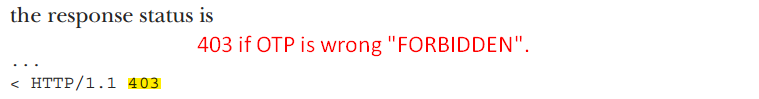 the response status is
403 if OTP is wrong "FORBIDDEN".
...
< HTTP/1.1 403